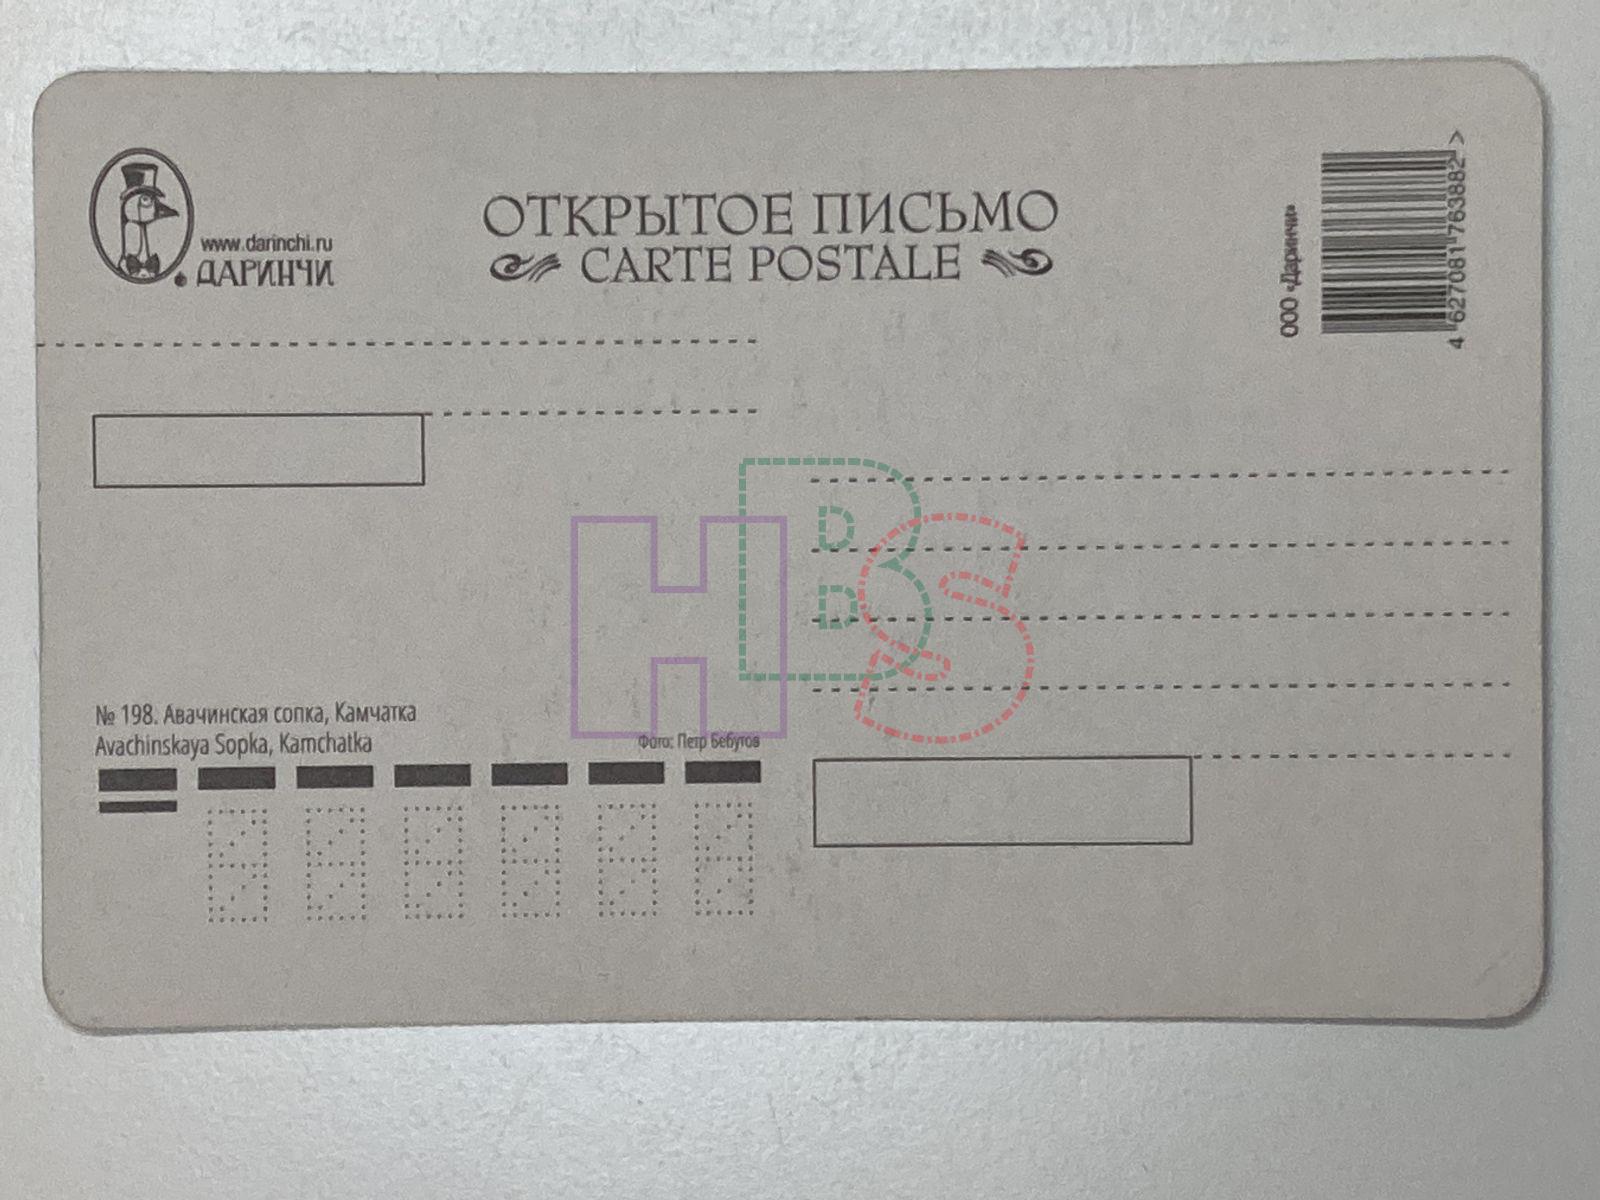 www.darinchi.ru
ДАРИНЧИ
ОТКРЫТОЕ ПИСЬМО
CARTE POSTALE
ООО «Даринчи»
4 627081 763882 >
HBS
№ 198. Авачинская сопка, Камчатка
Avachinskaya Sopka, Kamchatka
Фото: Петр Бебутов